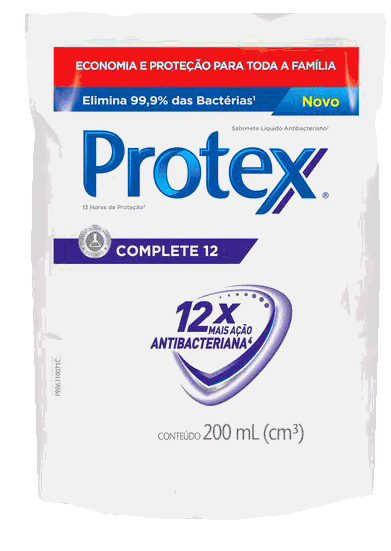 ECONOMIA E PROTEÇÃO PARA TODA A FAMÍLIA
Elimina 99,9% das Bactérias¹ Novo
Sabonete Líquido Antibacteriano²
Protex®
12 Horas de Proteção³
COMPLETE 12
12X
MAIS AÇÃO
ANTIBACTERIANA⁴
CONTEÚDO 200 mL (cm³)